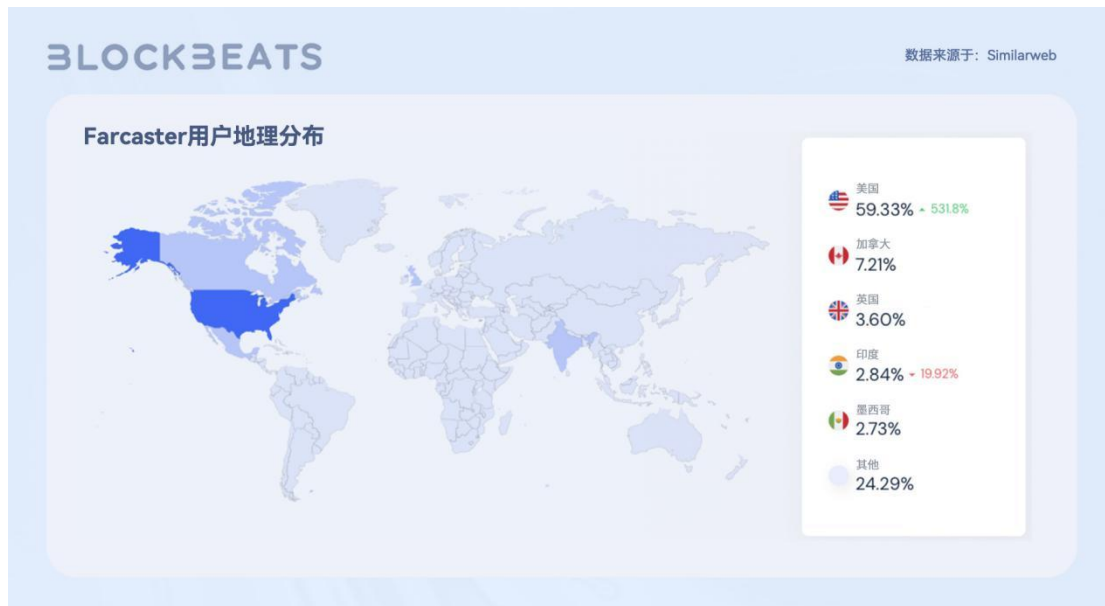 BLOCKBEATS
数据来源于：Similarweb
Farcaster用户地理分布
美国
59.33% 531.8%
加拿大
7.21%
英国
3.60%
印度
2.84% 19.92%
墨西哥
2.73%
其他
24.29%